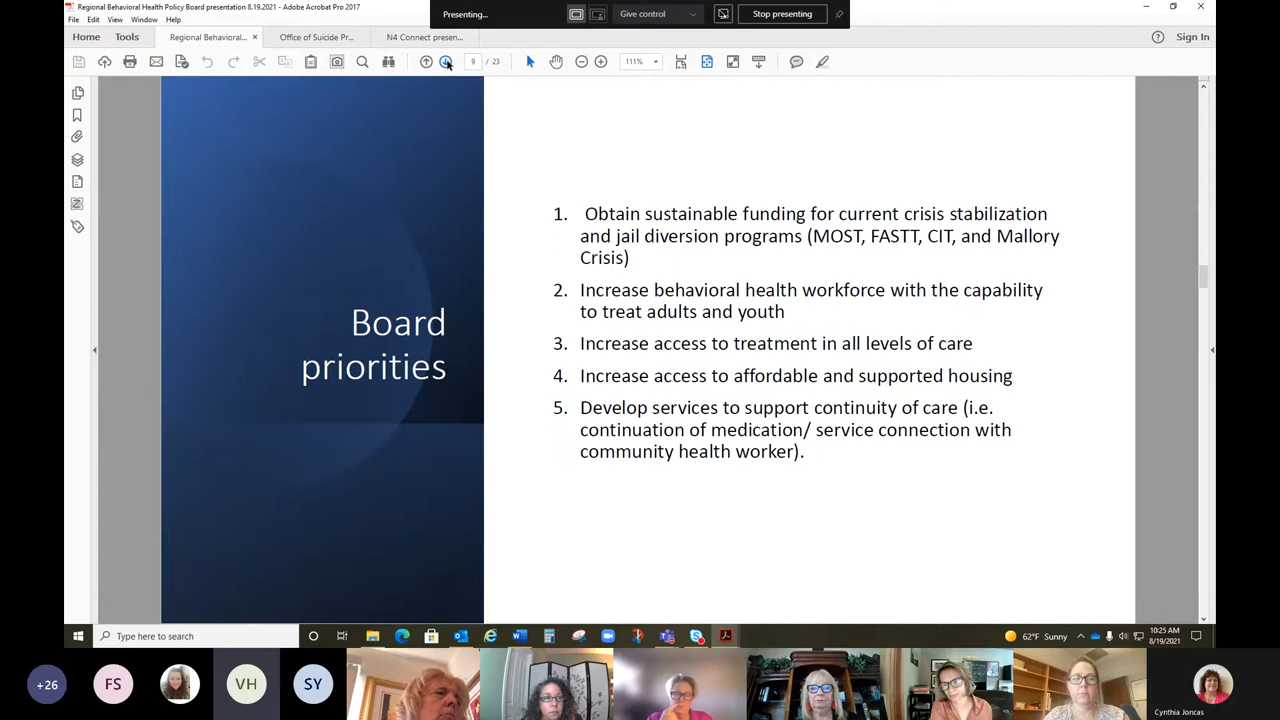 Regional Behavioral Health Policy Board presentation 8.19.2021 - Adobe Acrobat Pro 2017
File Edit View Window Help
Presenting...
Give control
Stop presenting
Home Tools
Regional Behavioral...
Office of Suicide Pr...
N4 Connect presen...
Sign In
9 / 23
111%
Board
priorities
1. Obtain sustainable funding for current crisis stabilization
and jail diversion programs (MOST, FASTT, CIT, and Mallory
Crisis)
2. Increase behavioral health workforce with the capability
to treat adults and youth
3. Increase access to treatment in all levels of care
4. Increase access to affordable and supported housing
5. Develop services to support continuity of care (i.e.
continuation of medication/ service connection with
community health worker).
Type here to search
62°F Sunny
10:25 AM
8/19/2021
+26
FS
VH
SY
Cynthia Joncas